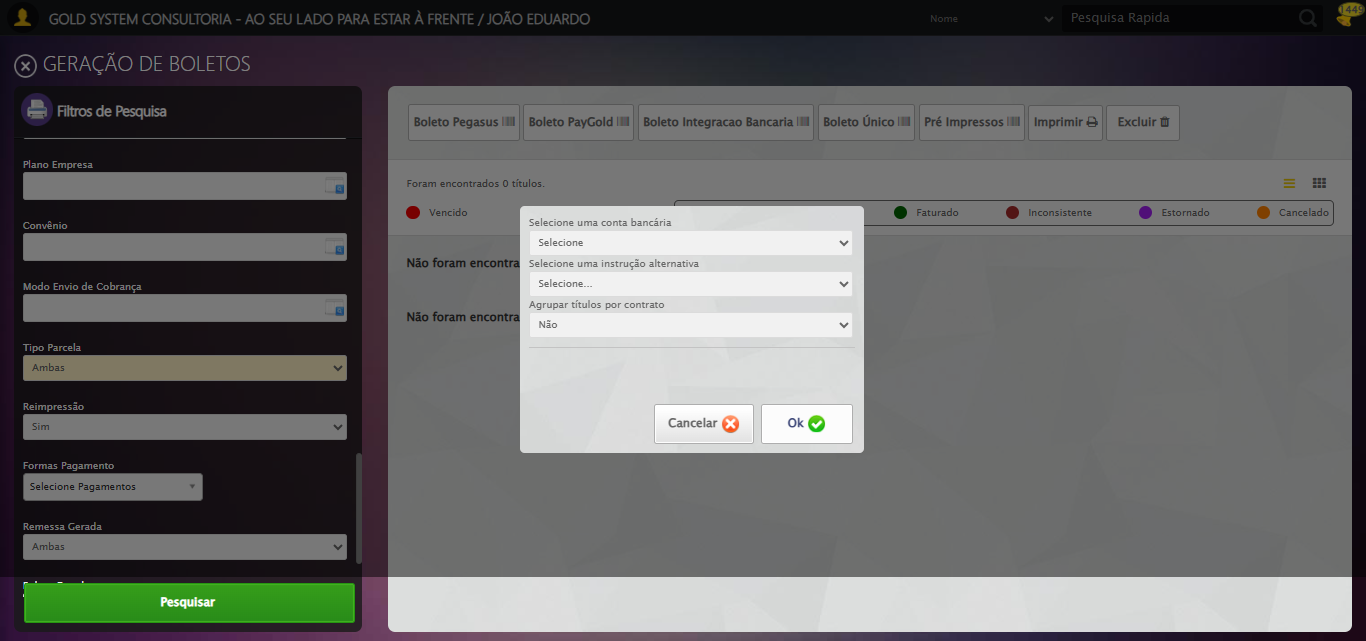 GOLD SYSTEM CONSULTORIA - AO SEU LADO PARA ESTAR À FRENTE / JOÃO EDUARDO
Nome
Pesquisa Rapida
GERAÇÃO DE BOLETOS
Filtros de Pesquisa
Plano Empresa
Convênio
Modo Envio de Cobrança
Tipo Parcela
Ambas
Reimpressão
Sim
Formas Pagamento
Selecione Pagamentos
Remessa Gerada
Ambas
Pesquisar
Boleto Pegasus
Boleto PayGold
Boleto Integracao Bancaria
Boleto Único
Pré Impressos
Imprimir
Excluir
Foram encontrados 0 títulos.
Vencido
Faturado
Inconsistente
Estornado
Cancelado
Não foram encontra
Não foram encontra
Selecione uma conta bancária
Selecione
Selecione uma instrução alternativa
Selecione...
Agrupar títulos por contrato
Não
Cancelar
Ok